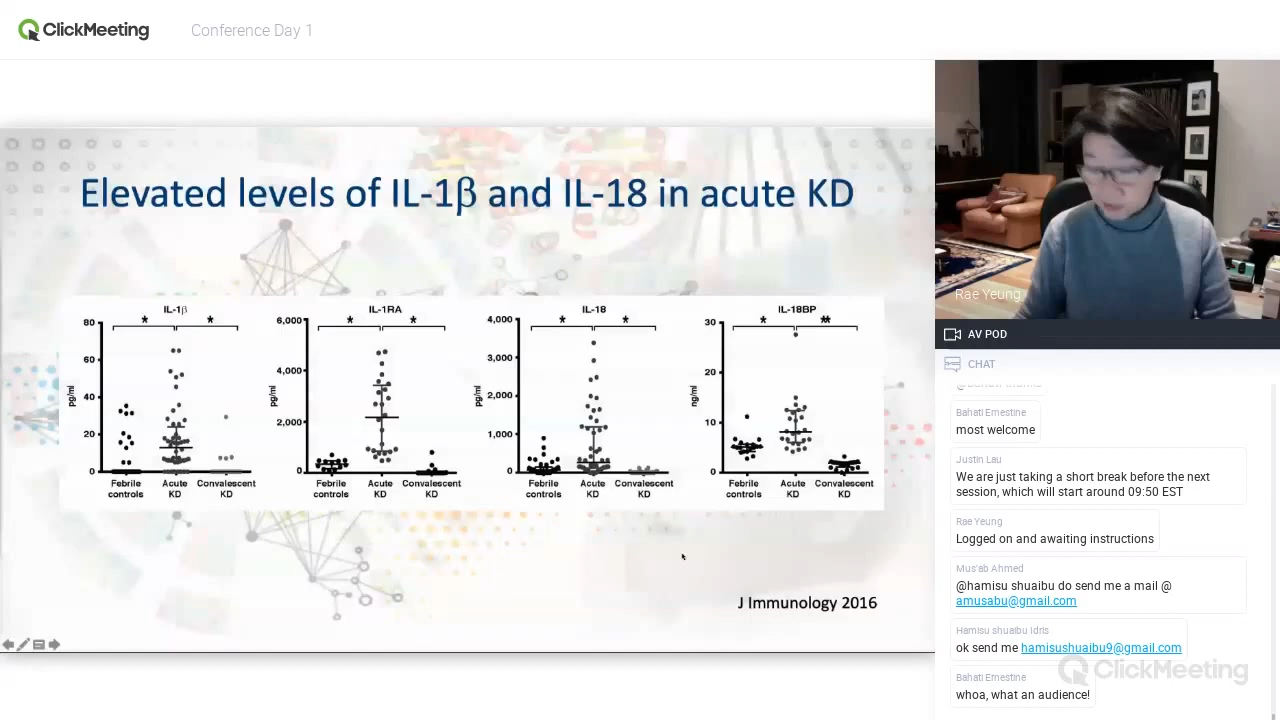 ClickMeeting
Conference Day 1
Elevated levels of IL-1β and IL-18 in acute KD
IL-1β
80
60
40
20
0
pg/ml
* *
Febrile controls
Acute KD
Convalescent KD
IL-1RA
6,000
4,000
2,000
0
pg/ml
* *
Febrile controls
Acute KD
Convalescent KD
IL-18
4,000
3,000
2,000
1,000
0
pg/ml
* *
Febrile controls
Acute KD
Convalescent KD
IL-18BP
30
20
10
0
ng/ml
* **
Febrile controls
Acute KD
Convalescent KD
J Immunology 2016
Rae Yeung
AV POD
CHAT
Bahati Ernestine
most welcome
Justin Lau
We are just taking a short break before the next
session, which will start around 09:50 EST
Rae Yeung
Logged on and awaiting instructions
Mus'ab Ahmed
@hamisu shuaibu do send me a mail @
amusabu@gmail.com
Hamisu shuaibu Idris
ok send me hamisushuaibu9@gmail.com
Bahati Ernestine
whoa, what an audience!
ClickMeeting